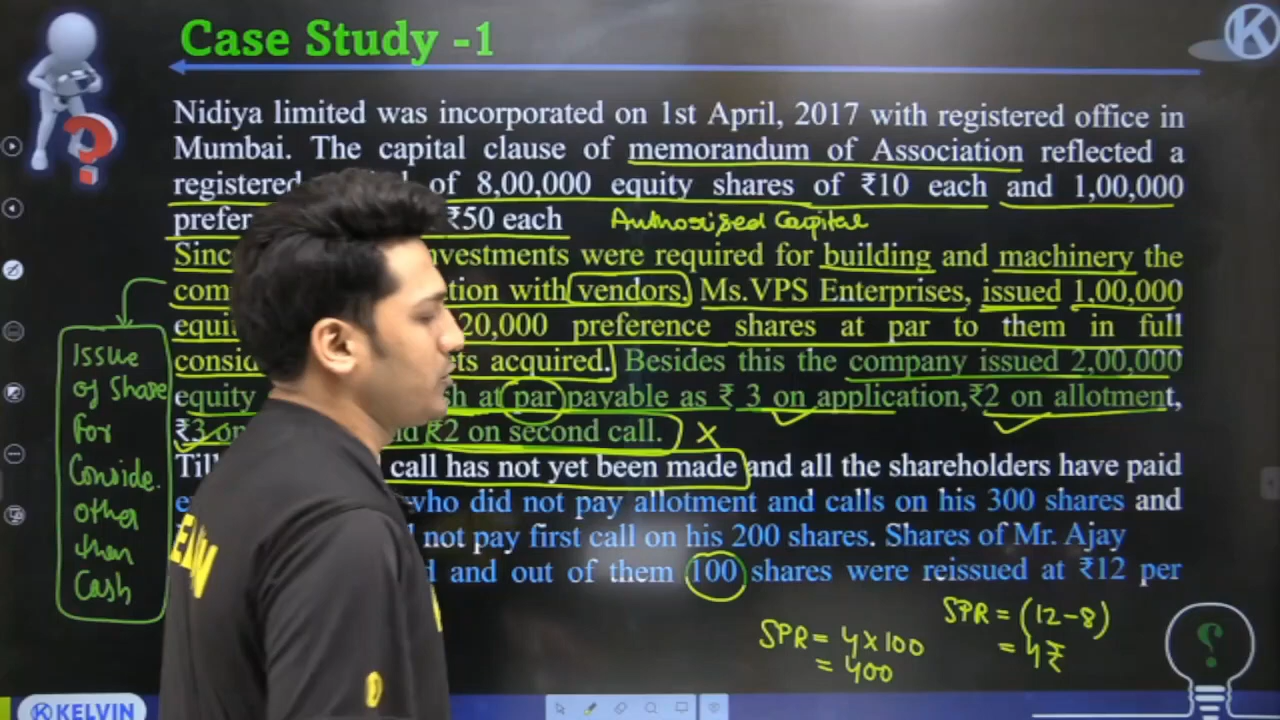 Case Study -1
Nidiya limited was incorporated on 1st April, 2017 with registered office in
Mumbai. The capital clause of memorandum of Association reflected a
registered of 8,00,000 equity shares of ₹10 each and 1,00,000
prefer ₹50 each Authorised Capital
Sinc nvestments were required for building and machinery the
com tion with vendors, Ms.VPS Enterprises, issued 1,00,000
equi 20,000 preference shares at par to them in full
consid ts acquired. Besides this the company issued 2,00,000
equity h at par payable as ₹ 3 on application, ₹2 on allotment,
₹3 on nd ₹2 on second call. X
Till call has not yet been made and all the shareholders have paid
who did not pay allotment and calls on his 300 shares and
not pay first call on his 200 shares. Shares of Mr. Ajay
d and out of them 100 shares were reissued at ₹12 per
Issue
of Share
for
Conside.
other
then
Cash
SPR = (12-8)
= 4₹
SPR = 4×100
= 400
KELVIN